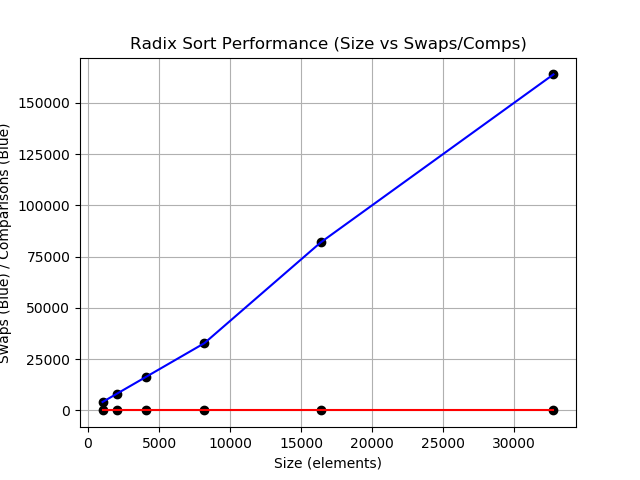 Radix Sort Performance (Size vs Swaps/Comps)
Swaps (Blue) / Comparisons (Blue)
150000
125000
100000
75000
50000
25000
0
0 5000 10000 15000 20000 25000 30000
Size (elements)